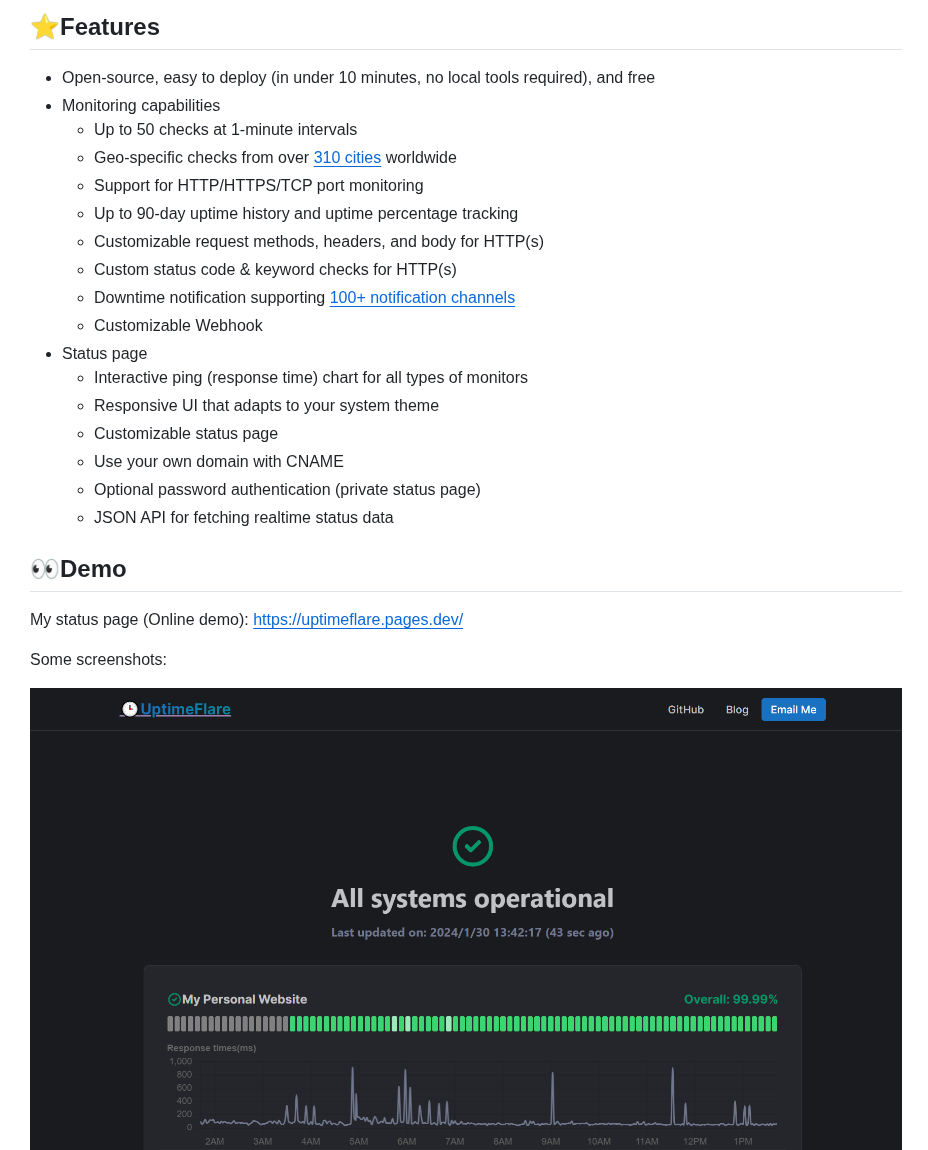 ⭐Features
Open-source, easy to deploy (in under 10 minutes, no local tools required), and free
Monitoring capabilities
Up to 50 checks at 1-minute intervals
Geo-specific checks from over 310 cities worldwide
Support for HTTP/HTTPS/TCP port monitoring
Up to 90-day uptime history and uptime percentage tracking
Customizable request methods, headers, and body for HTTP(s)
Custom status code & keyword checks for HTTP(s)
Downtime notification supporting 100+ notification channels
Customizable Webhook
Status page
Interactive ping (response time) chart for all types of monitors
Responsive UI that adapts to your system theme
Customizable status page
Use your own domain with CNAME
Optional password authentication (private status page)
JSON API for fetching realtime status data
👀Demo
My status page (Online demo): https://uptimeflare.pages.dev/
Some screenshots:
🕒UptimeFlare GitHub Blog Email Me
All systems operational
Last updated on: 2024/1/30 13:42:17 (43 sec ago)
My Personal Website Overall: 99.99%
Response times(ms)
1,000
800
600
400
200
0
2AM 3AM 4AM 5AM 6AM 7AM 8AM 9AM 10AM 11AM 12PM 1PM